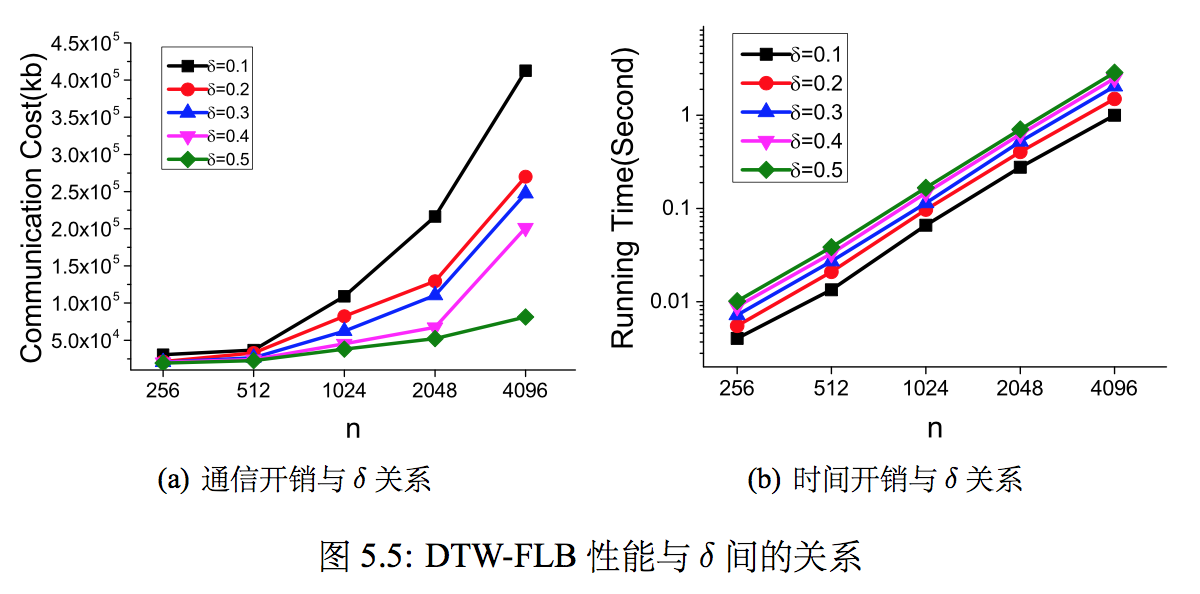 Communication Cost(kb)
4.5x10⁵
4.0x10⁵
3.5x10⁵
3.0x10⁵
2.5x10⁵
2.0x10⁵
1.5x10⁵
1.0x10⁵
5.0x10⁴
δ=0.1
δ=0.2
δ=0.3
δ=0.4
δ=0.5
256 512 1024 2048 4096
n
(a) 通信开销与 δ 关系
Running Time(Second)
1
0.1
0.01
δ=0.1
δ=0.2
δ=0.3
δ=0.4
δ=0.5
256 512 1024 2048 4096
n
(b) 时间开销与 δ 关系
图 5.5: DTW-FLB 性能与 δ 间的关系